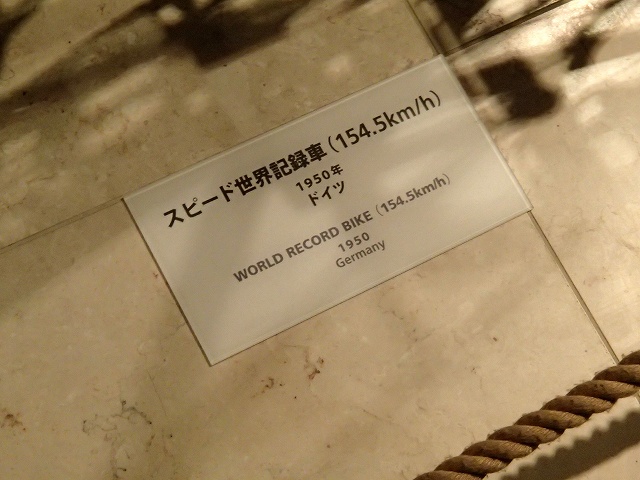 スピード世界記録車(154.5km/h)
1950年
ドイツ
WORLD RECORD BIKE (154.5km/h)
1950
Germany